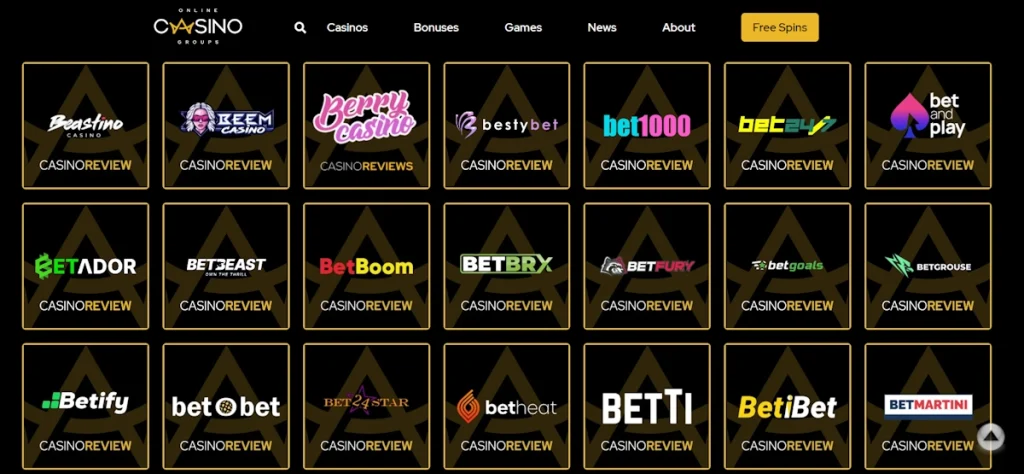 ONLINE
CASINO
GROUPS
Casinos
Bonuses
Games
News
About
Free Spins
Beastino
CASINO
CASINOREVIEW
BEEM
CASINO
CASINOREVIEW
Berry
casino
CASINOREVIEWS
bestybet
CASINOREVIEW
bet1000
CASINOREVIEW
bet24/7
CASINOREVIEW
bet
and
play
CASINOREVIEW
BETADOR
CASINOREVIEW
BETBEAST
OWN THE THRILL
CASINOREVIEW
BetBoom
CASINOREVIEW
BETBRX
CASINOREVIEW
BETFURY
CASINOREVIEW
betgoals
CASINOREVIEW
BETGROUSE
CASINOREVIEW
Betify
CASINOREVIEW
bet O bet
CASINOREVIEW
BET 24 STAR
CASINOREVIEW
betheat
CASINOREVIEW
BETTI
CASINOREVIEW
BetiBet
CASINOREVIEW
BETMARTINI
CASINOREVIEW